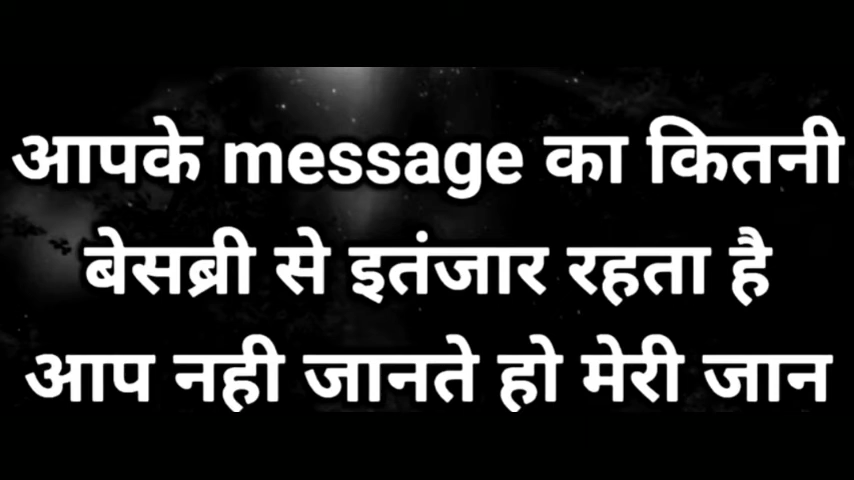 आपके message का कितनी
बेसब्री से इतंजार रहता है
आप नही जानते हो मेरी जान